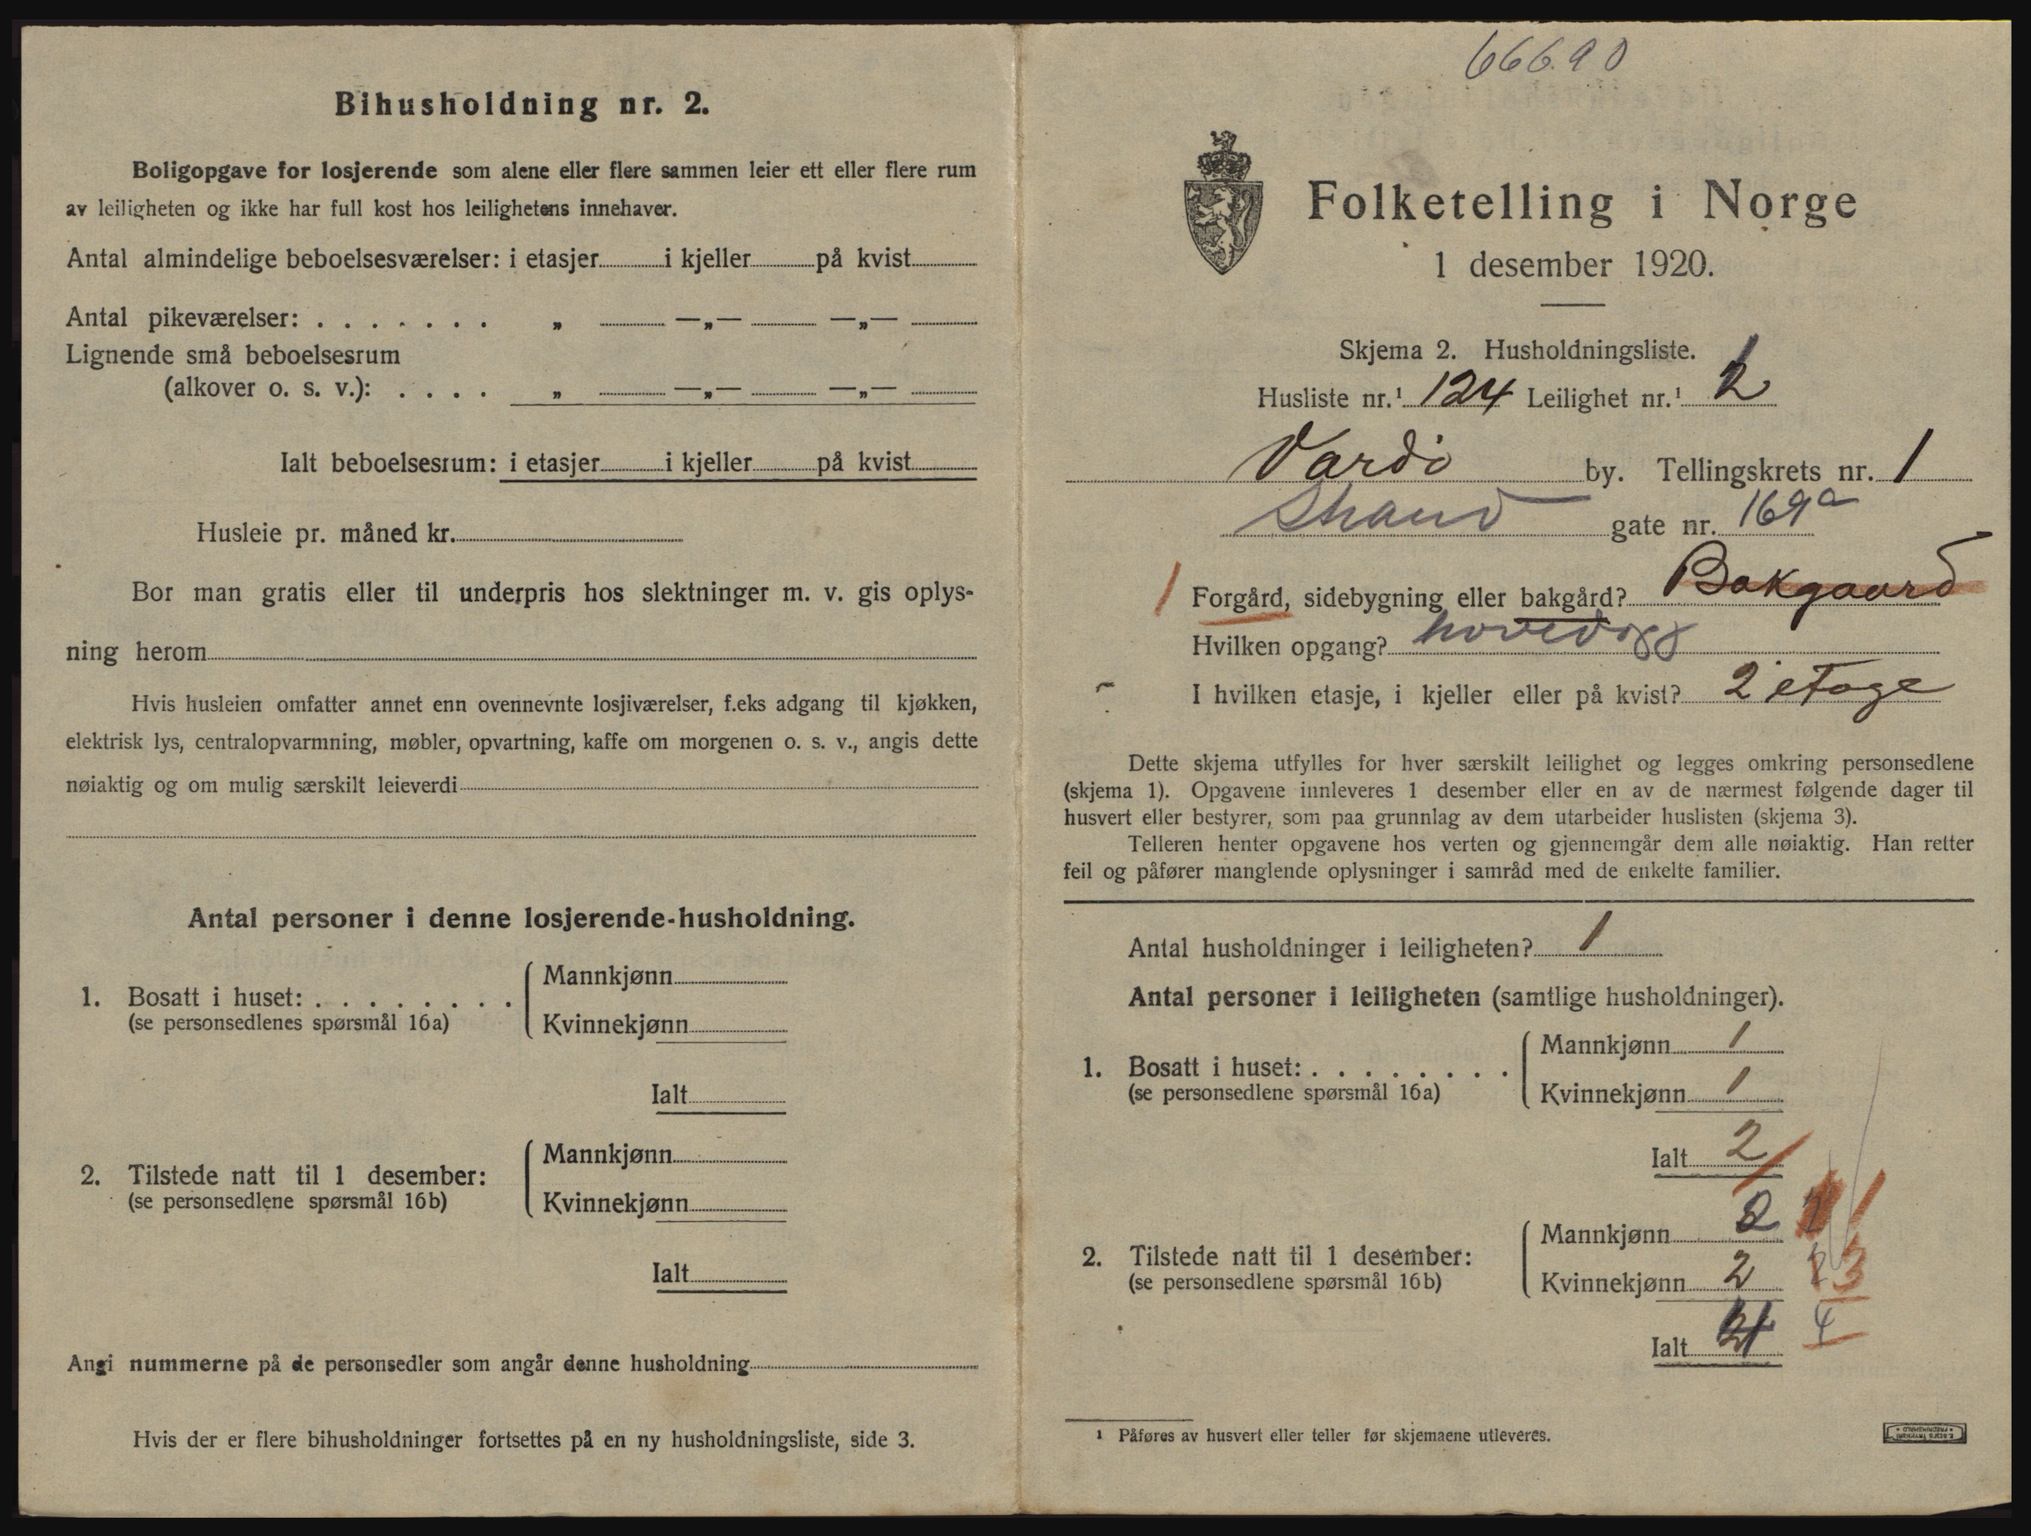 Bihusholdning nr. 2.
Boligopgave for losjerende som alene eller flere sammen leier ett eller flere rum
av leiligheten og ikke har full kost hos leilighetens innehaver.
Antal almindelige beboelsesværelser: i etasjer i kjeller på kvist
Antal pikeværelser: . . . . . . . „ —„— —„—
Lignende små beboelsesrum
(alkover o. s. v.): . . . . „ —„— —„—
Ialt beboelsesrum: i etasjer i kjeller på kvist
Husleie pr. måned kr.
Bor man gratis eller til underpris hos slektninger m. v. gis oplys-
ning herom
Hvis husleien omfatter annet enn ovennevnte losjiværelser, f.eks adgang til kjøkken,
elektrisk lys, centralopvarmning, møbler, opvartning, kaffe om morgenen o. s. v., angis dette
nøiaktig og om mulig særskilt leieverdi
Antal personer i denne losjerende-husholdning.
1. Bosatt i huset: . . . . . . . .
(se personsedlenes spørsmål 16a)
Mannkjønn
Kvinnekjønn
Ialt
2. Tilstede natt til 1 desember:
(se personsedlene spørsmål 16b)
Mannkjønn
Kvinnekjønn
Ialt
Angi nummerne på de personsedler som angår denne husholdning
Hvis der er flere bihusholdninger fortsettes på en ny husholdningsliste, side 3.
66690
Folketelling i Norge
1 desember 1920.
Skjema 2. Husholdningsliste.
Husliste nr.¹ 124 Leilighet nr.¹ 2
Vardö by. Tellingskrets nr. 1
Strand gate nr. 169a
1 Forgård, sidebygning eller bakgård? Bakgaard
Hvilken opgang?
I hvilken etasje, i kjeller eller på kvist? 2 etage
Dette skjema utfylles for hver særskilt leilighet og legges omkring personsedlene
(skjema 1). Opgavene innleveres 1 desember eller en av de nærmest følgende dager til
husvert eller bestyrer, som paa grunnlag av dem utarbeider huslisten (skjema 3).
Telleren henter opgavene hos verten og gjennemgår dem alle nøiaktig. Han retter
feil og påfører manglende oplysninger i samråd med de enkelte familier.
Antal husholdninger i leiligheten? 1
Antal personer i leiligheten (samtlige husholdninger).
1. Bosatt i huset: . . . . . . . .
(se personsedlene spørsmål 16a)
Mannkjønn 1
Kvinnekjønn 1
Ialt 2
2. Tilstede natt til 1 desember:
(se personsedlene spørsmål 16b)
Mannkjønn 2 1
Kvinnekjønn 2 3
Ialt 4
¹ Påføres av husvert eller teller før skjemaene utleveres.